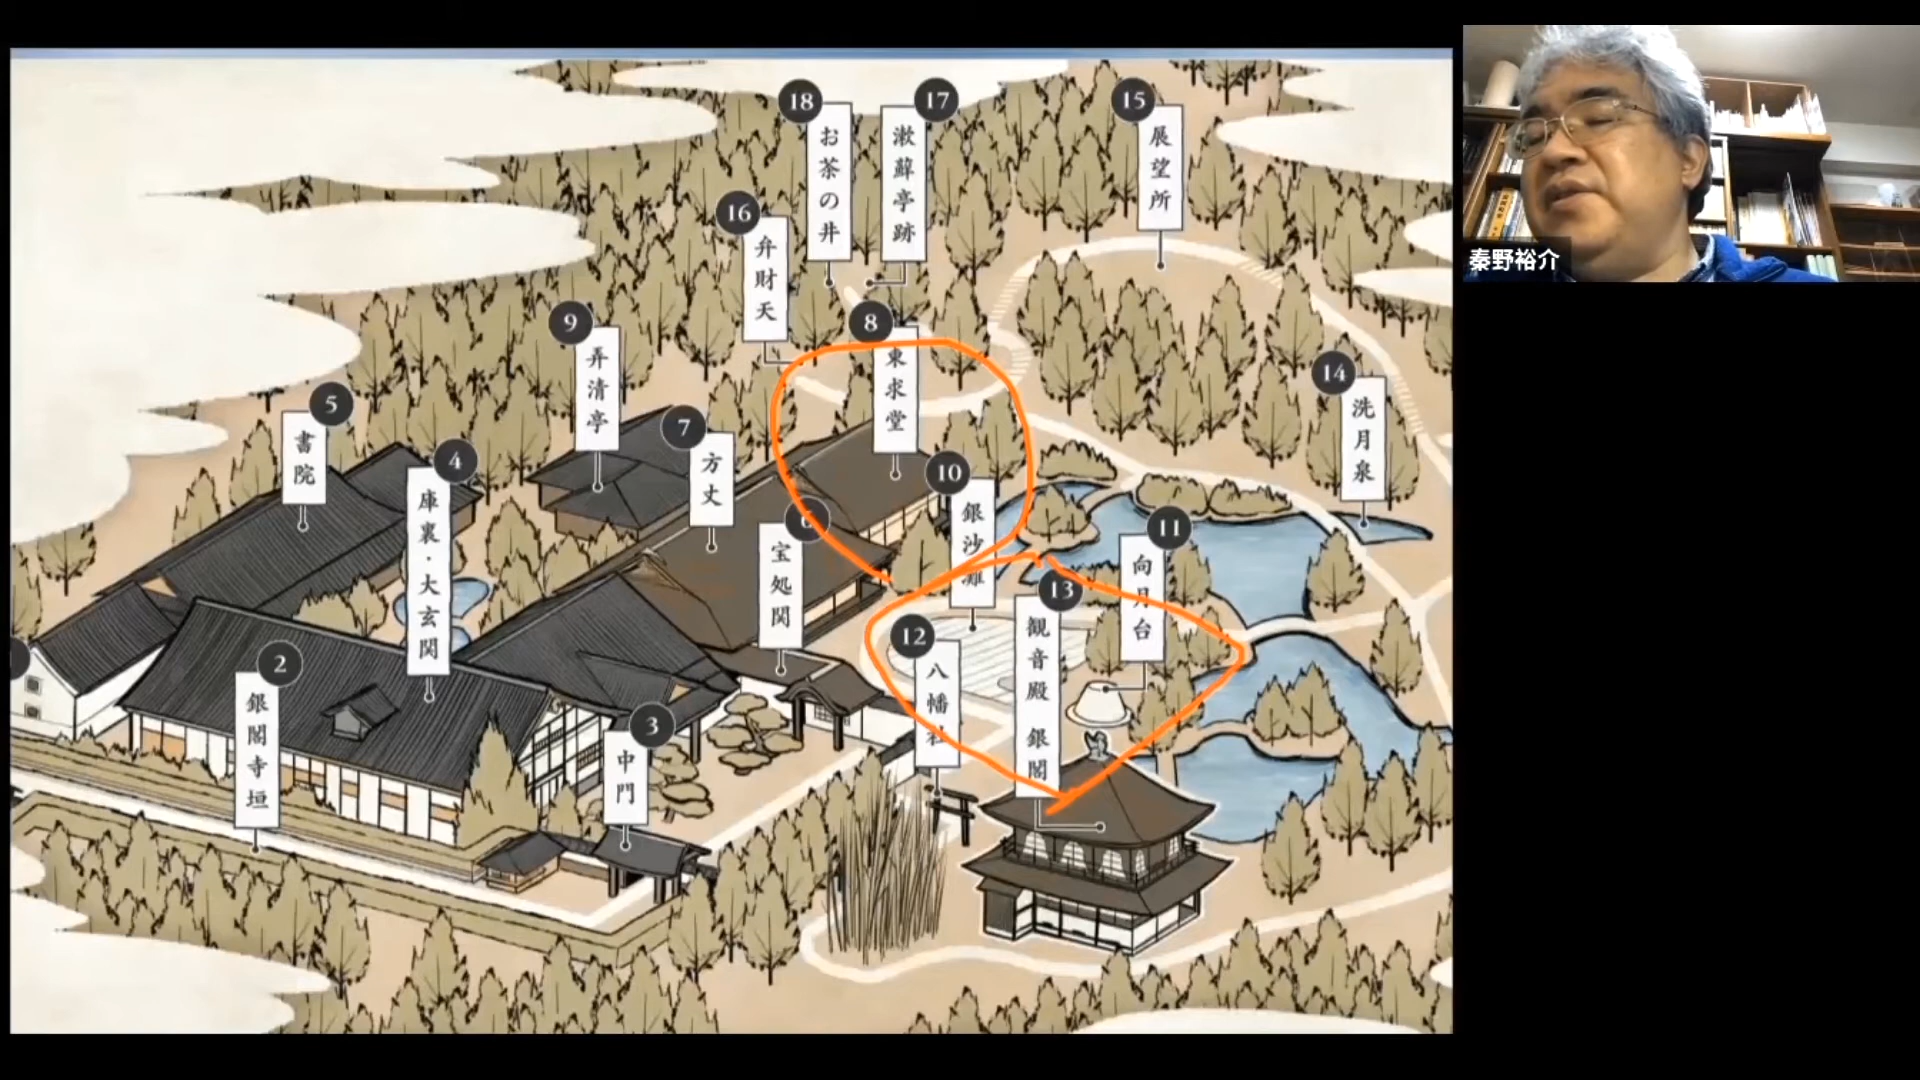 18
お茶の井
17
漱蘚亭跡
15
展望所
16
弁財天
9
弄清亭
8
東求堂
14
洗月泉
5
書院
4
庫裏・大玄関
7
方丈
10
銀沙灘
6
宝処関
11
向月台
13
観音殿 銀閣
12
八幡社
2
銀閣寺垣
3
中門
秦野裕介